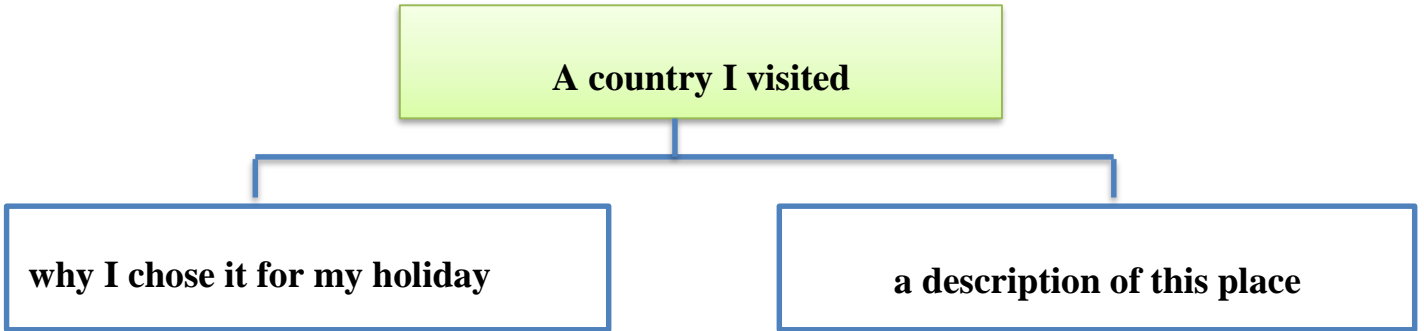 A country I visited
why I chose it for my holiday
a description of this place